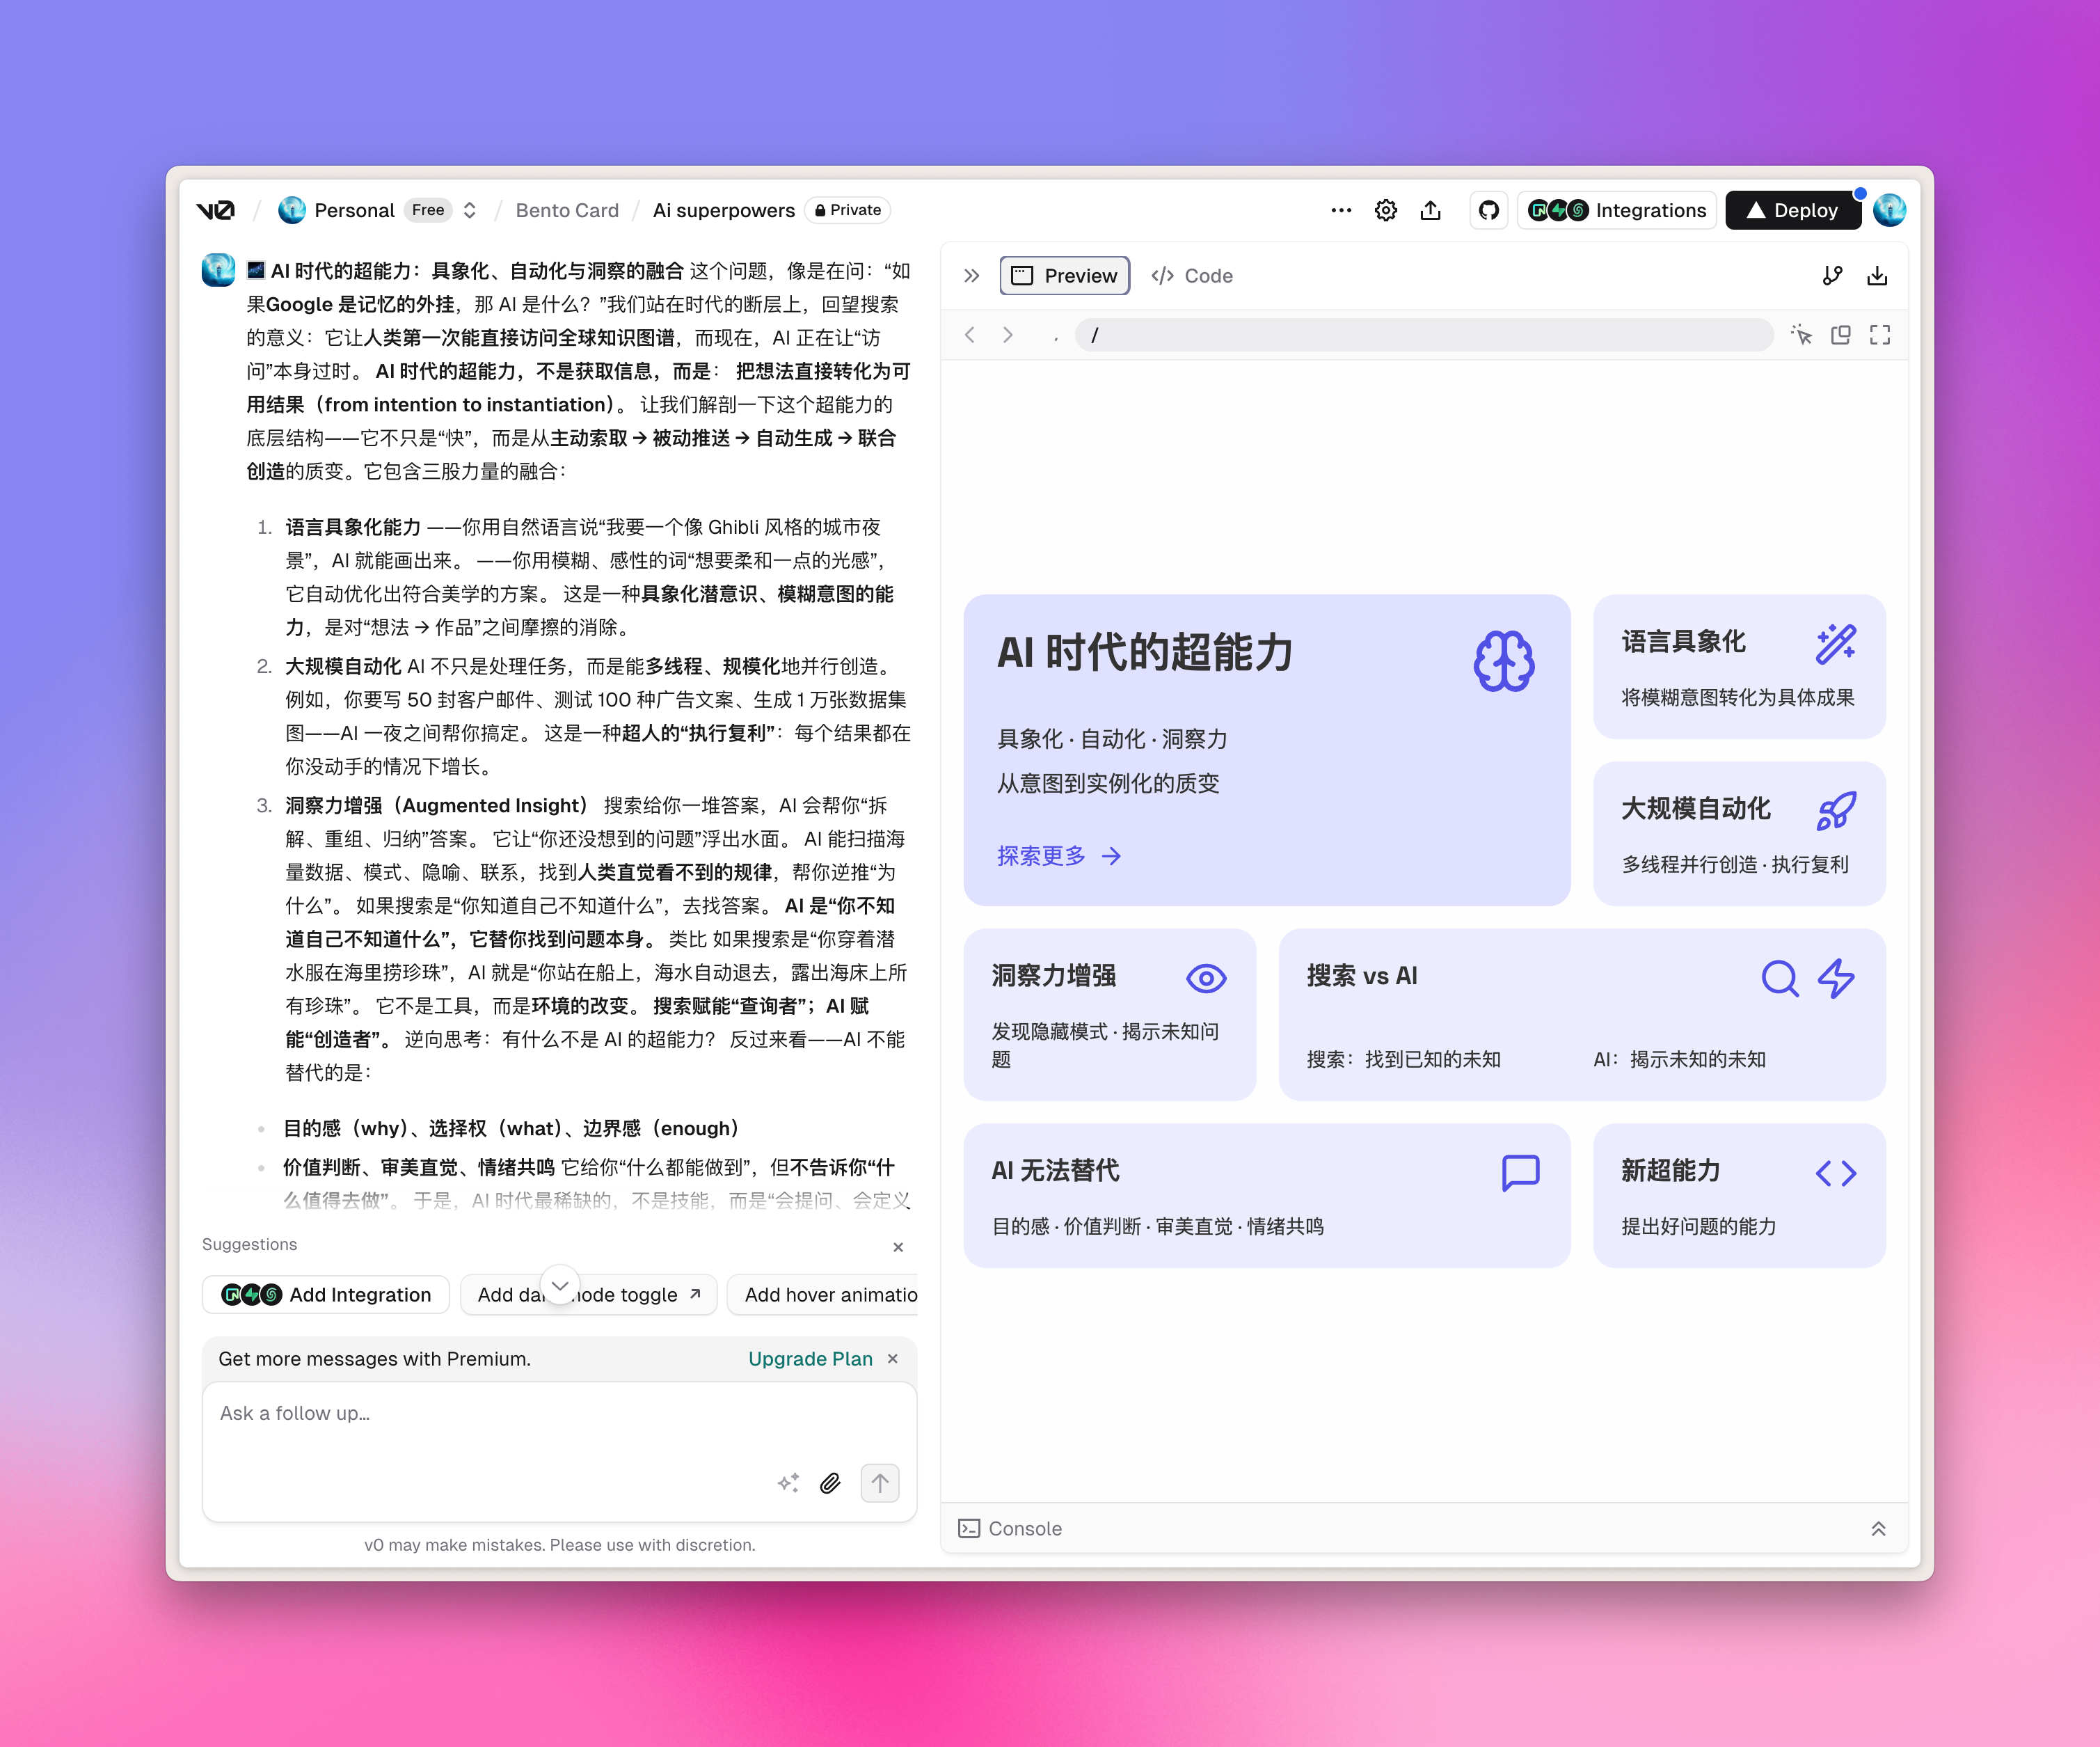 v0 / Personal Free / Bento Card / Ai superpowers Private
Integrations Deploy
AI 时代的超能力：具象化、自动化与洞察的融合 这个问题，像是在问：“如
果Google 是记忆的外挂，那 AI 是什么？”我们站在时代的断层上，回望搜索
的意义：它让人类第一次能直接访问全球知识图谱，而现在，AI 正在让“访
问”本身过时。 AI 时代的超能力，不是获取信息，而是： 把想法直接转化为可
用结果（from intention to instantiation）。 让我们解剖一下这个超能力的
底层结构——它不只是“快”，而是从主动索取 → 被动推送 → 自动生成 → 联合
创造的质变。它包含三股力量的融合：
1. 语言具象化能力 ——你用自然语言说“我要一个像 Ghibli 风格的城市夜
景”，AI 就能画出来。 ——你用模糊、感性的词“想要柔和一点的光感”，
它自动优化出符合美学的方案。 这是一种具象化潜意识、模糊意图的能
力，是对“想法 → 作品”之间摩擦的消除。
2. 大规模自动化 AI 不只是处理任务，而是能多线程、规模化地并行创造。
例如，你要写 50 封客户邮件、测试 100 种广告文案、生成 1 万张数据集
图——AI 一夜之间帮你搞定。 这是一种超人的“执行复利”：每个结果都在
你没动手的情况下增长。
3. 洞察力增强（Augmented Insight） 搜索给你一堆答案，AI 会帮你“拆
解、重组、归纳”答案。 它让“你还没想到的问题”浮出水面。 AI 能扫描海
量数据、模式、隐喻、联系，找到人类直觉看不到的规律，帮你逆推“为
什么”。 如果搜索是“你知道自己不知道什么”，去找答案。 AI 是“你不知
道自己不知道什么”，它替你找到问题本身。 类比 如果搜索是“你穿着潜
水服在海里捞珍珠”，AI 就是“你站在船上，海水自动退去，露出海床上所
有珍珠”。 它不是工具，而是环境的改变。 搜索赋能“查询者”；AI 赋
能“创造者”。 逆向思考：有什么不是 AI 的超能力？ 反过来看——AI 不能
替代的是：
目的感（why）、选择权（what）、边界感（enough）
价值判断、审美直觉、情绪共鸣 它给你“什么都能做到”，但不告诉你“什
么值得去做”。 于是，AI 时代最稀缺的，不是技能，而是“会提问、会定义
Suggestions
Add Integration
Add da ode toggle
Add hover animatio
Get more messages with Premium.
Upgrade Plan
Ask a follow up...
v0 may make mistakes. Please use with discretion.
Preview
Code
/
AI 时代的超能力
具象化 · 自动化 · 洞察力
从意图到实例化的质变
探索更多 →
语言具象化
将模糊意图转化为具体成果
大规模自动化
多线程并行创造 · 执行复利
洞察力增强
发现隐藏模式 · 揭示未知问
题
搜索 vs AI
搜索：找到已知的未知
AI：揭示未知的未知
AI 无法替代
目的感 · 价值判断 · 审美直觉 · 情绪共鸣
新超能力
提出好问题的能力
Console